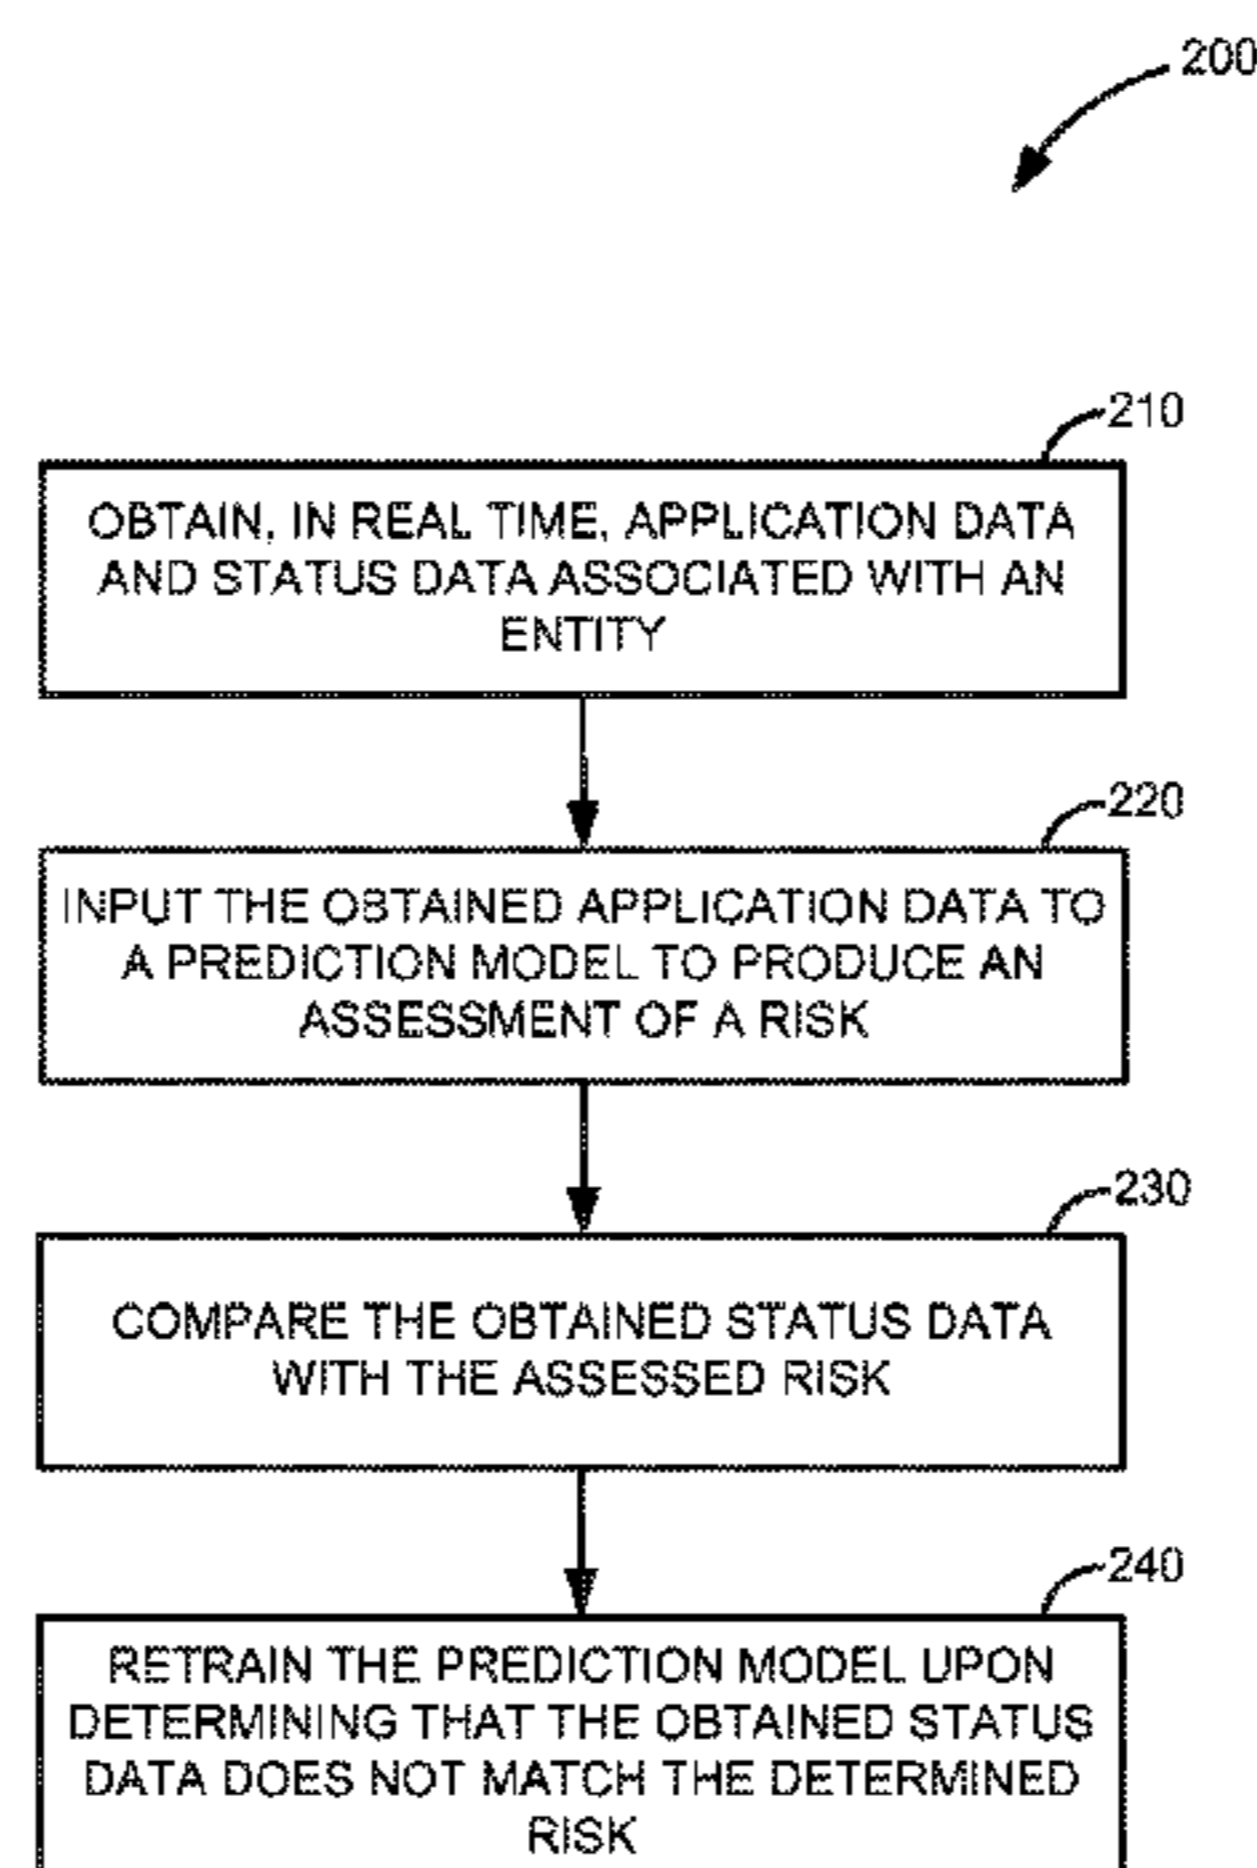 200
210
OBTAIN, IN REAL TIME, APPLICATION DATA
AND STATUS DATA ASSOCIATED WITH AN
ENTITY
220
INPUT THE OBTAINED APPLICATION DATA TO
A PREDICTION MODEL TO PRODUCE AN
ASSESSMENT OF A RISK
230
COMPARE THE OBTAINED STATUS DATA
WITH THE ASSESSED RISK
240
RETRAIN THE PREDICTION MODEL UPON
DETERMINING THAT THE OBTAINED STATUS
DATA DOES NOT MATCH THE DETERMINED
RISK